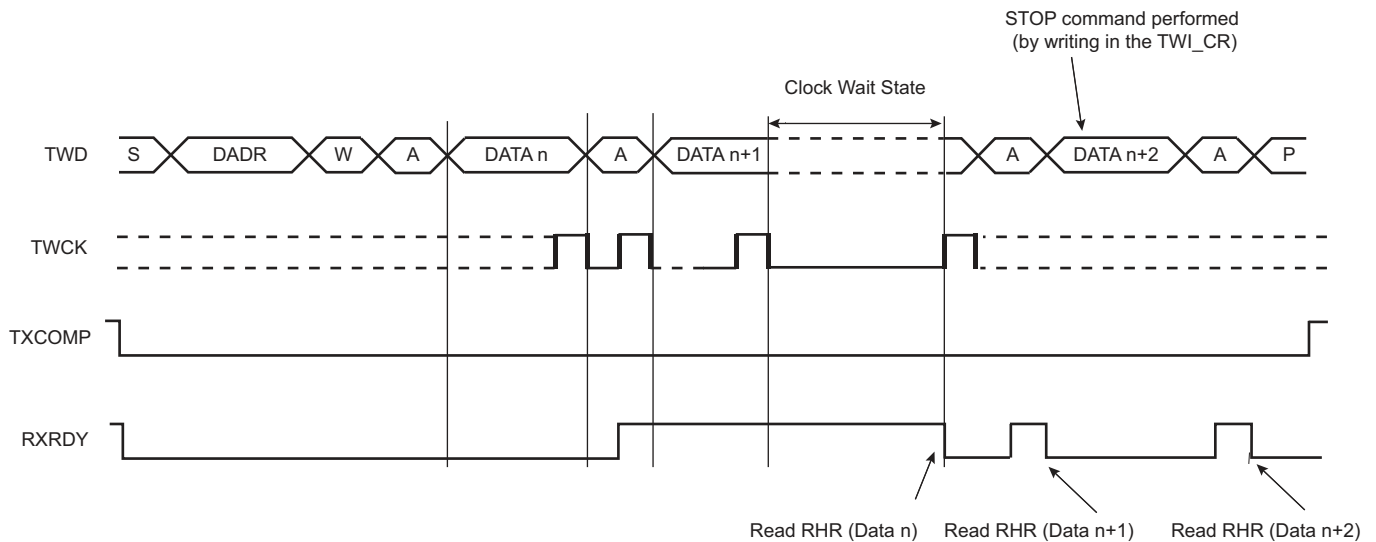 STOP command performed
(by writing in the TWI_CR)
Clock Wait State
TWD S DADR W A DATA n A DATA n+1 A DATA n+2 A P
TWCK
TXCOMP
RXRDY
Read RHR (Data n) Read RHR (Data n+1) Read RHR (Data n+2)